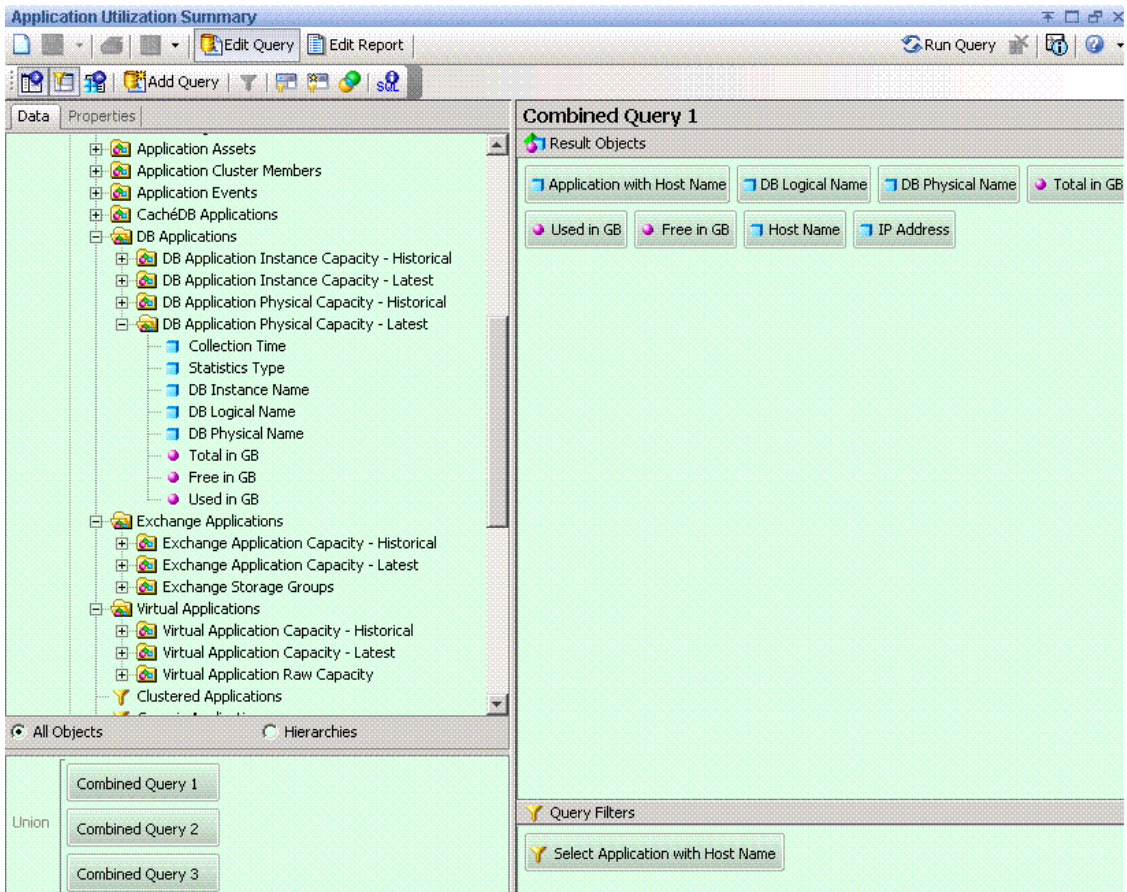 Application Utilization Summary
Edit Query
Edit Report
Run Query
Add Query
SQL
Data
Properties
Application Assets
Application Cluster Members
Application Events
CachéDB Applications
DB Applications
DB Application Instance Capacity - Historical
DB Application Instance Capacity - Latest
DB Application Physical Capacity - Historical
DB Application Physical Capacity - Latest
Collection Time
Statistics Type
DB Instance Name
DB Logical Name
DB Physical Name
Total in GB
Free in GB
Used in GB
Exchange Applications
Exchange Application Capacity - Historical
Exchange Application Capacity - Latest
Exchange Storage Groups
Virtual Applications
Virtual Application Capacity - Historical
Virtual Application Capacity - Latest
Virtual Application Raw Capacity
Clustered Applications
All Objects
Hierarchies
Union
Combined Query 1
Combined Query 2
Combined Query 3
Combined Query 1
Result Objects
Application with Host Name
DB Logical Name
DB Physical Name
Total in GB
Used in GB
Free in GB
Host Name
IP Address
Query Filters
Select Application with Host Name